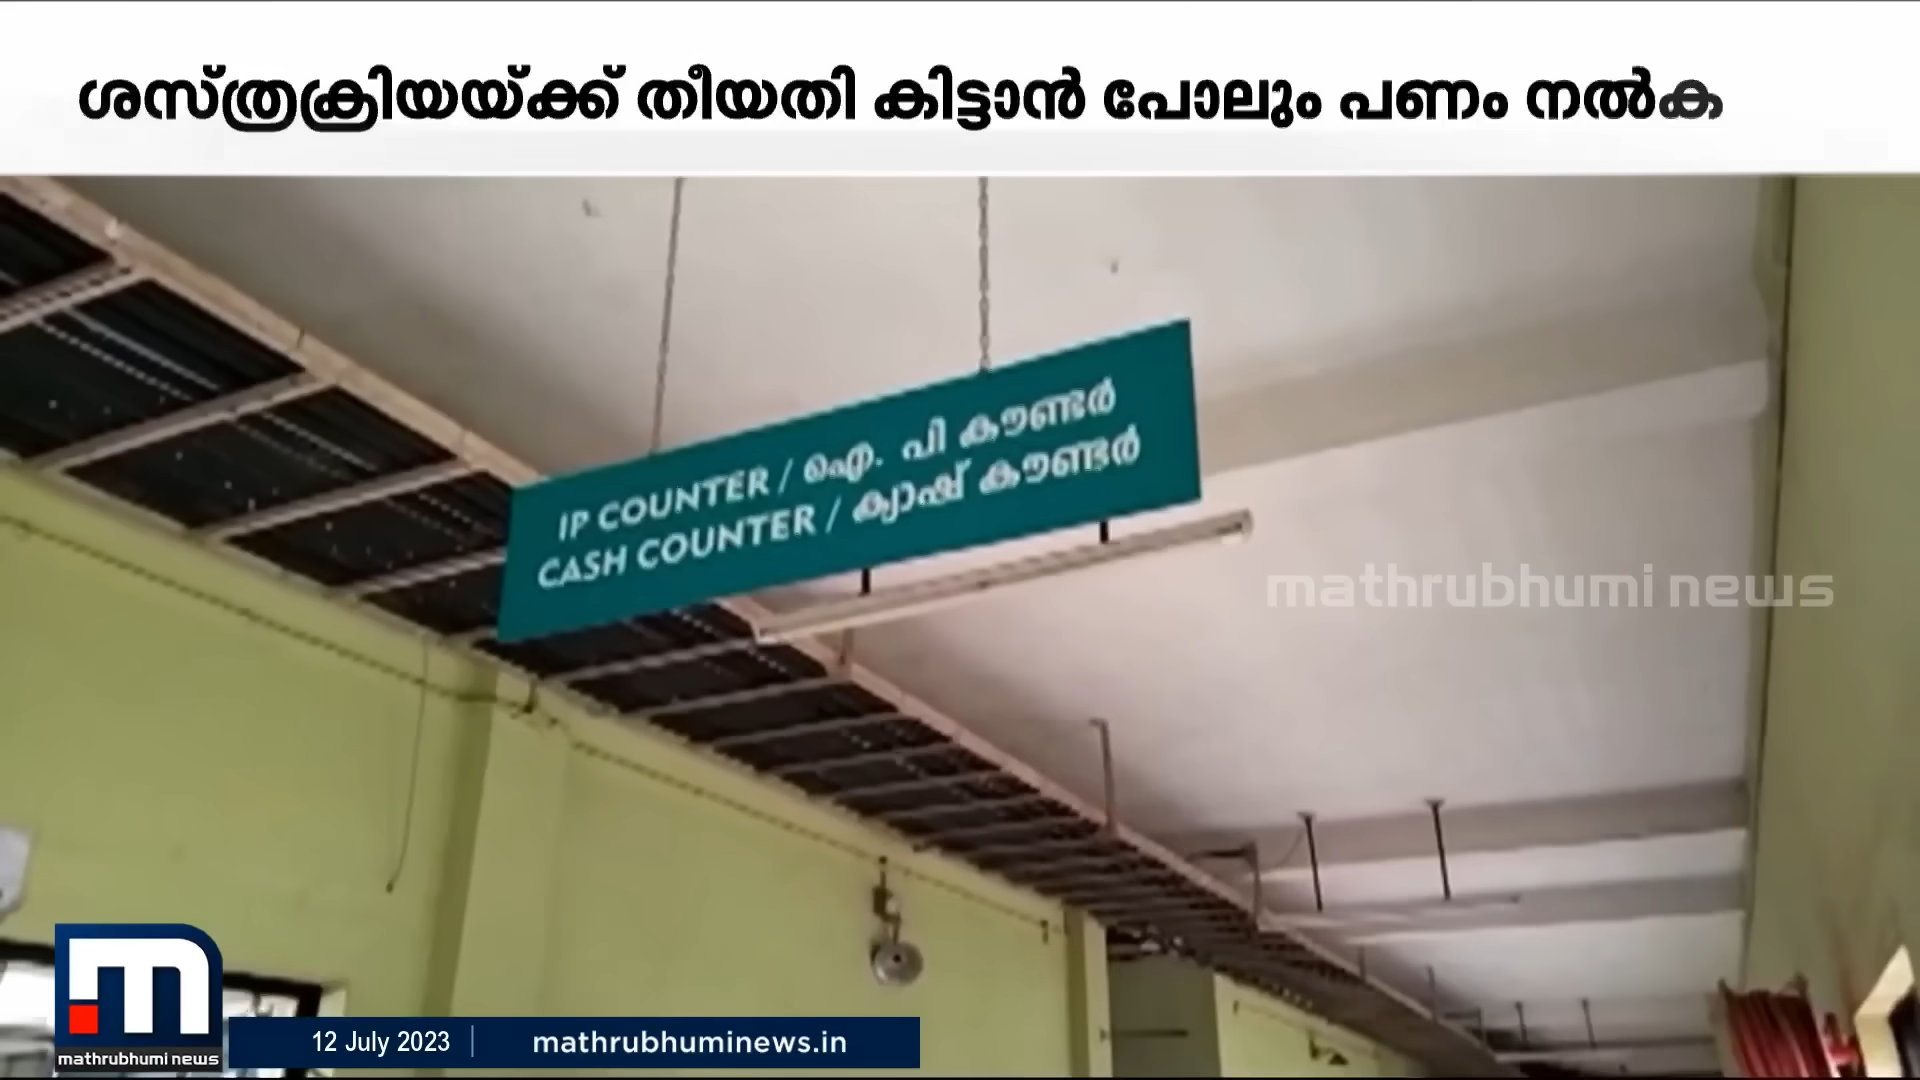 ശസ്ത്രക്രിയയ്ക്ക് തീയതി കിട്ടാൻ പോലും പണം നൽക
IP COUNTER / ഐ. പി കൗണ്ടർ
CASH COUNTER / ക്യാഷ് കൗണ്ടർ
mathrubhumi news
mathrubhumi news
12 July 2023
mathrubhuminews.in